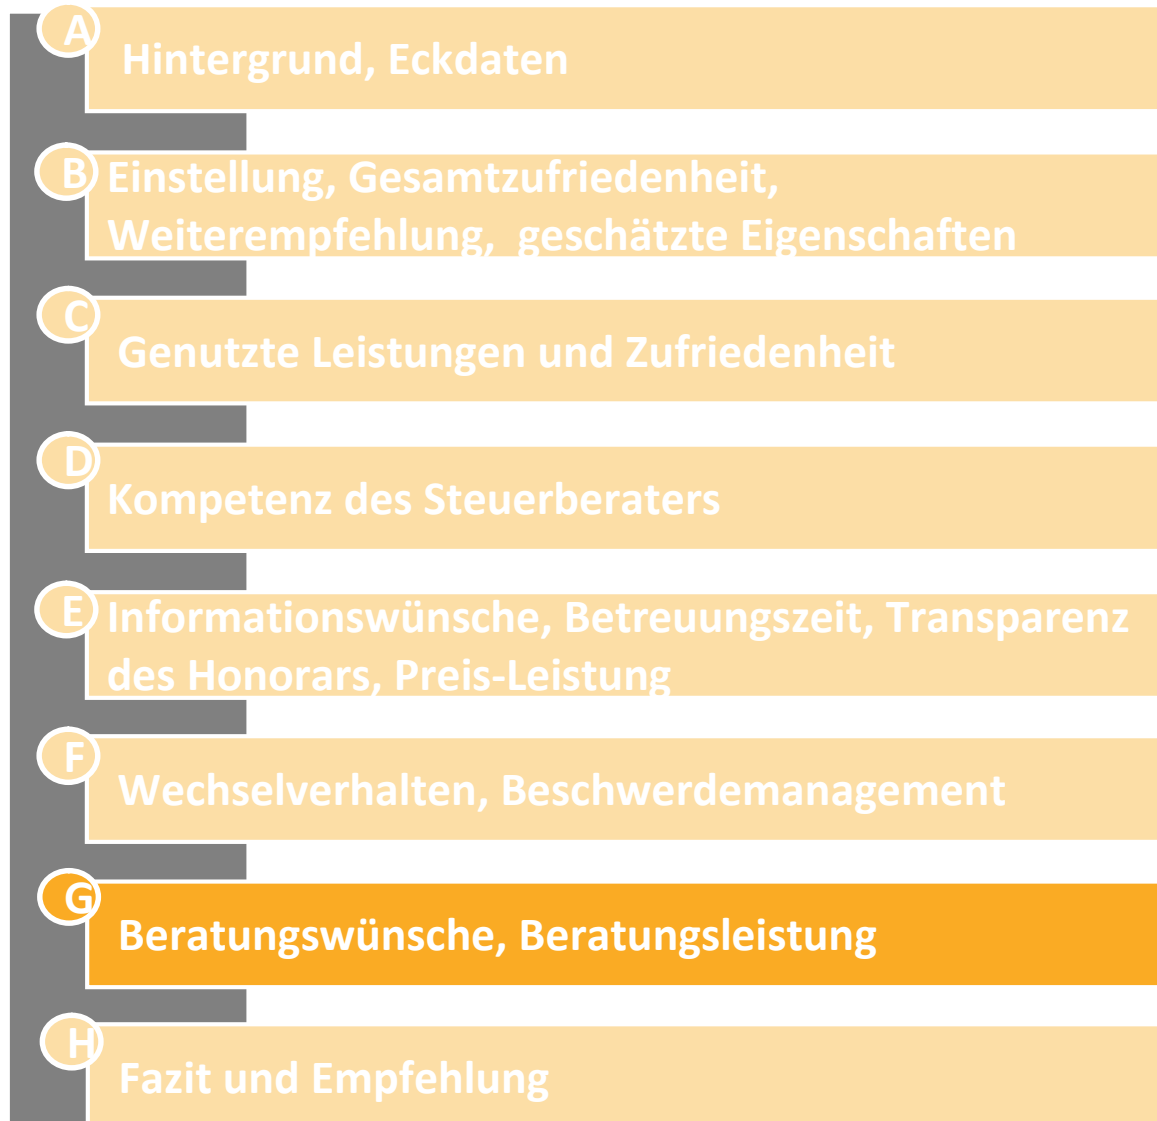 A
Hintergrund, Eckdaten
B
Einstellung, Gesamtzufriedenheit,
Weiterempfehlung, geschätzte Eigenschaften
C
Genutzte Leistungen und Zufriedenheit
D
Kompetenz des Steuerberaters
E
Informationswünsche, Betreuungszeit, Transparenz
des Honorars, Preis-Leistung
F
Wechselverhalten, Beschwerdemanagement
G
Beratungswünsche, Beratungsleistung
H
Fazit und Empfehlung